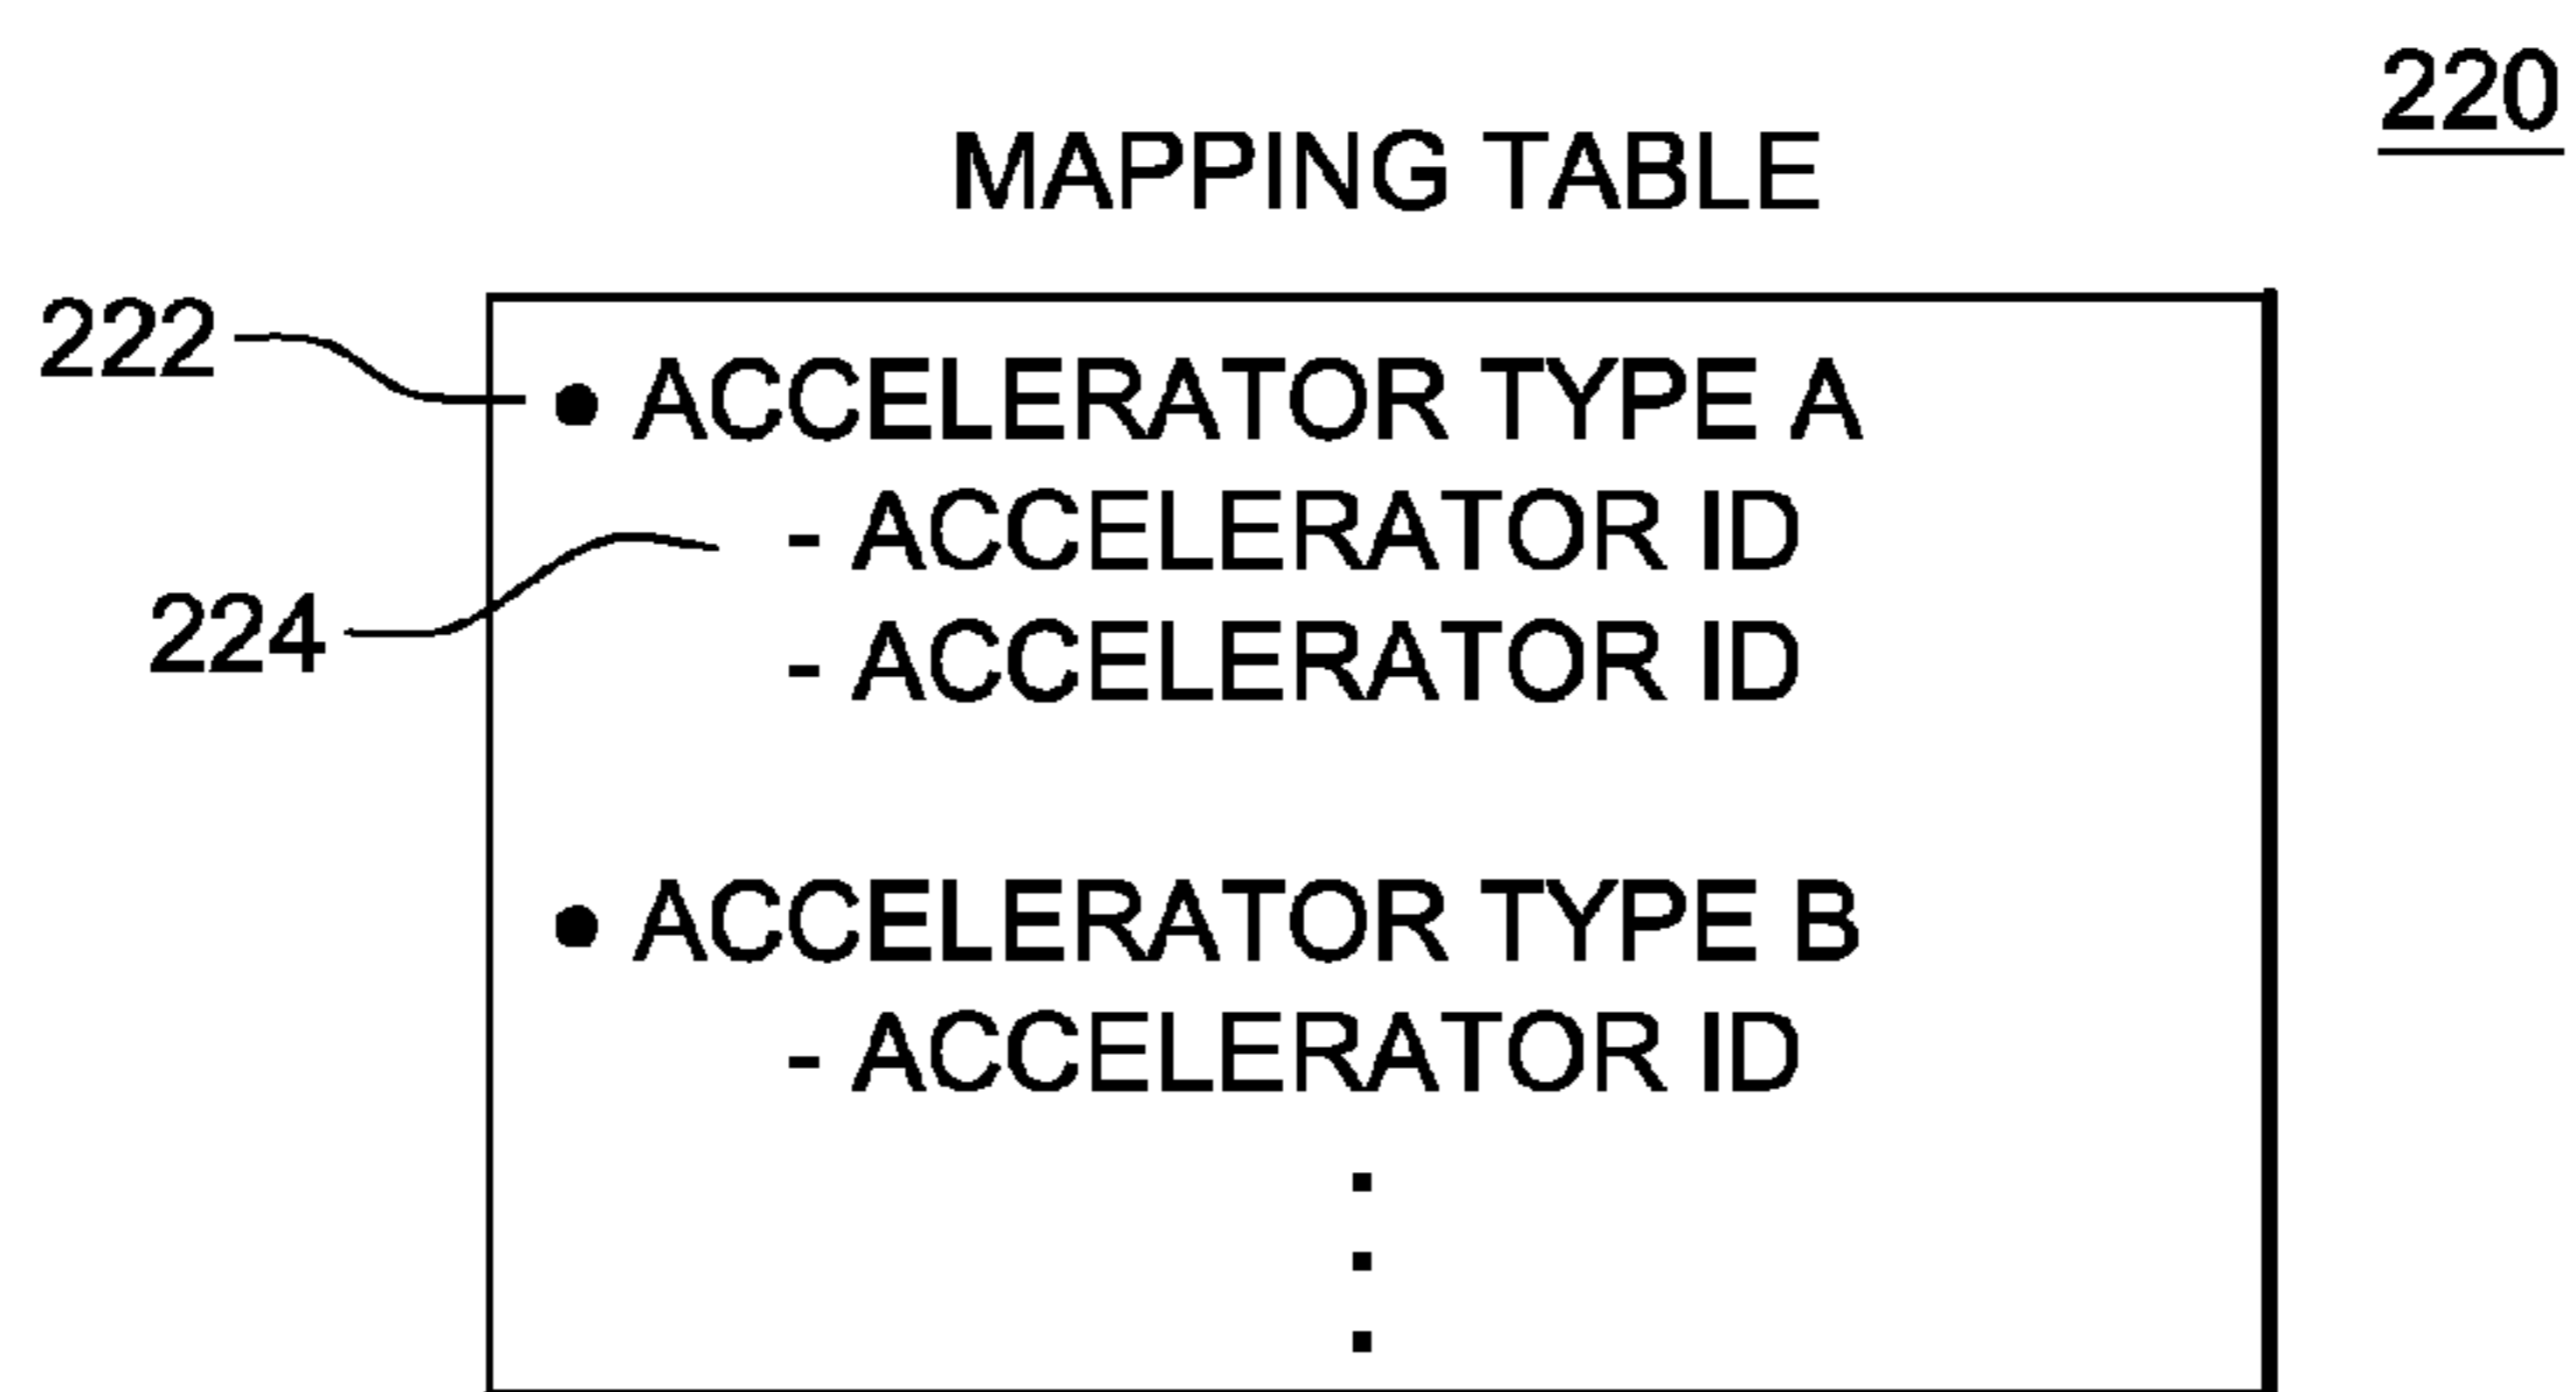 220
MAPPING TABLE
222
• ACCELERATOR TYPE A
- ACCELERATOR ID
224
- ACCELERATOR ID
• ACCELERATOR TYPE B
- ACCELERATOR ID